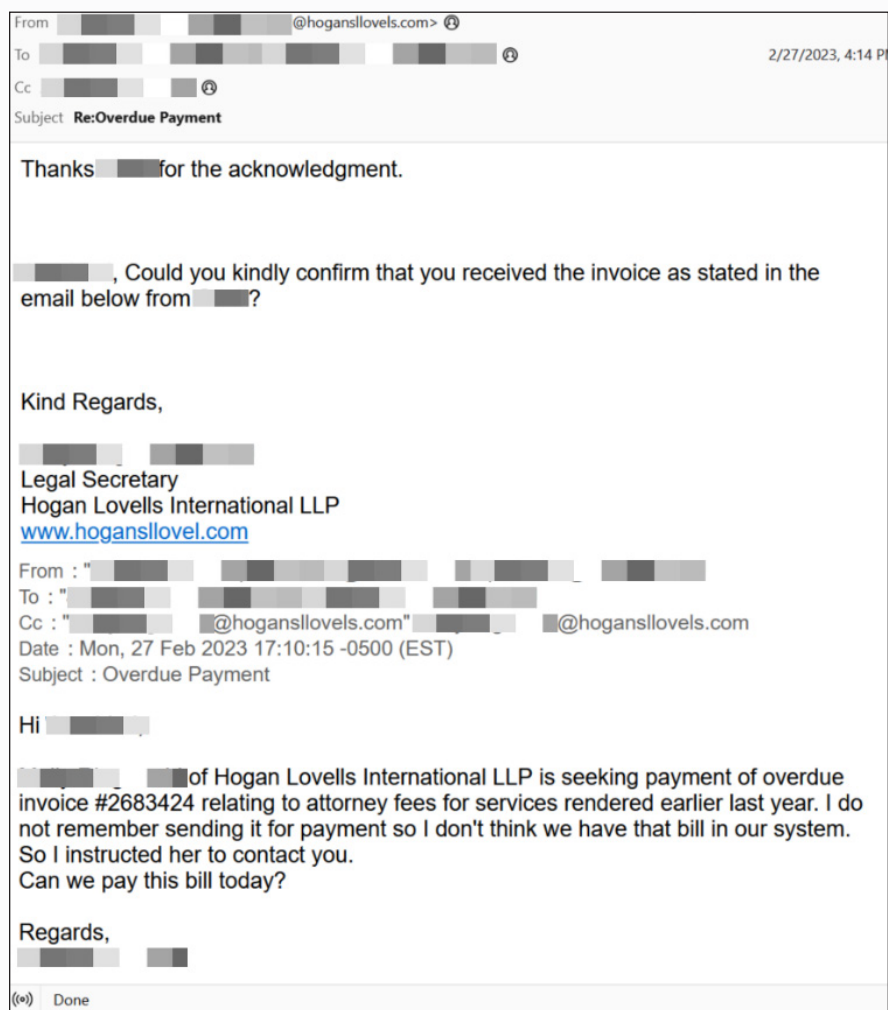 From @hogansllovels.com>
To 2/27/2023, 4:14 PM
Cc
Subject Re:Overdue Payment
Thanks for the acknowledgment.
, Could you kindly confirm that you received the invoice as stated in the
email below from ?
Kind Regards,
Legal Secretary
Hogan Lovells International LLP
www.hogansllovel.com
From : "
To : "
Cc : " @hogansllovels.com" @hogansllovels.com
Date : Mon, 27 Feb 2023 17:10:15 -0500 (EST)
Subject : Overdue Payment
Hi
of Hogan Lovells International LLP is seeking payment of overdue
invoice #2683424 relating to attorney fees for services rendered earlier last year. I do
not remember sending it for payment so I don't think we have that bill in our system.
So I instructed her to contact you.
Can we pay this bill today?
Regards,
Done